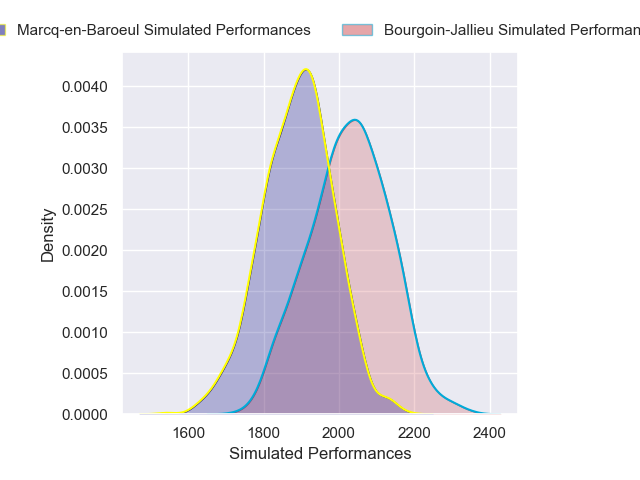 Marcq-en-Baroeul Simulated Performances Bourgoin-Jallieu Simulated Performan
0.0040
0.0035
0.0030
0.0025
0.0020
0.0015
0.0010
0.0005
0.0000
Density
1600 1800 2000 2200 2400
Simulated Performances